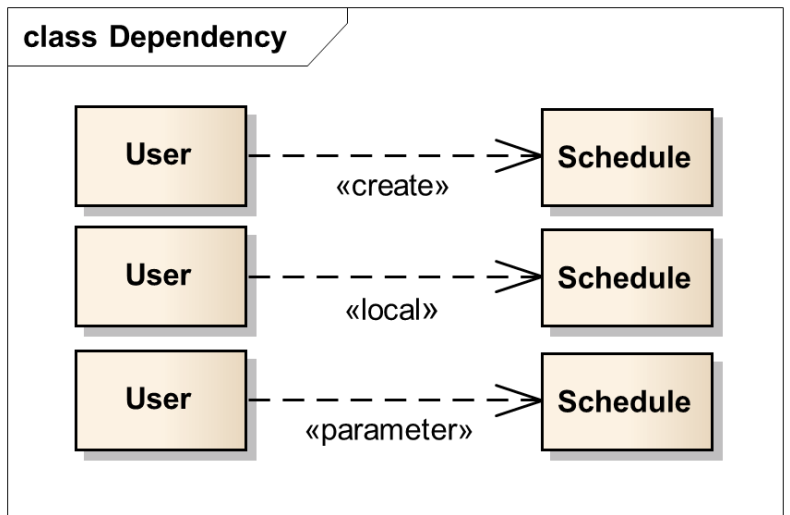 class Dependency
User
Schedule
«create»
User
Schedule
«local»
User
Schedule
«parameter»